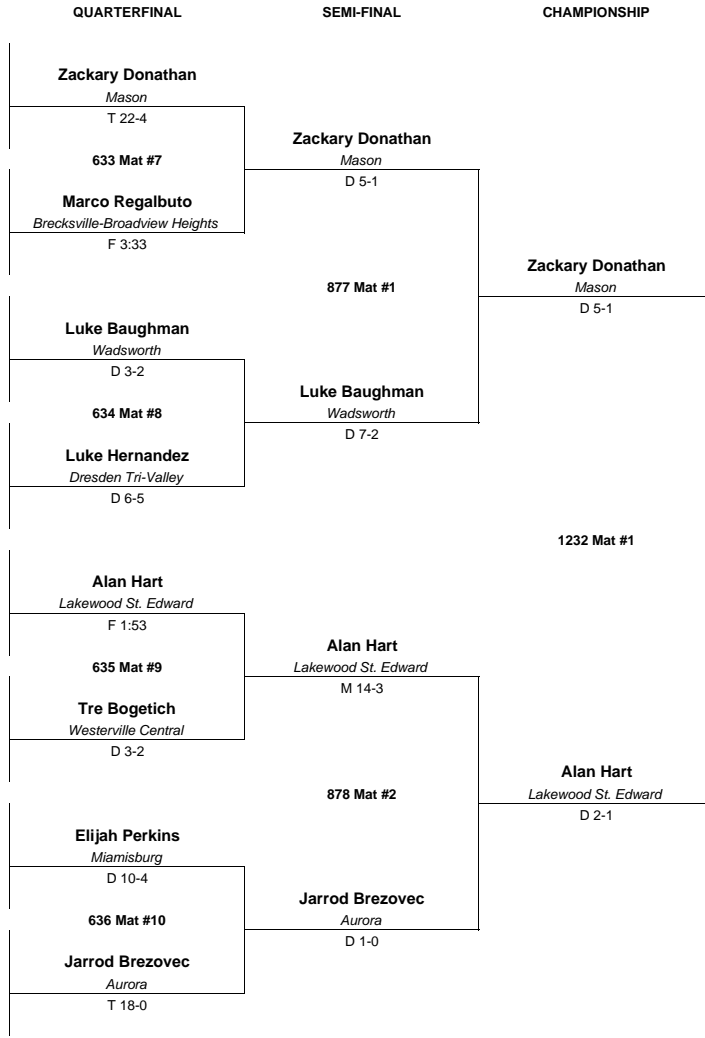 QUARTERFINAL
SEMI-FINAL
CHAMPIONSHIP
Zackary Donathan
Mason
T 22-4
633 Mat #7
Marco Regalbuto
Brecksville-Broadview Heights
F 3:33
Luke Baughman
Wadsworth
D 3-2
634 Mat #8
Luke Hernandez
Dresden Tri-Valley
D 6-5
Alan Hart
Lakewood St. Edward
F 1:53
635 Mat #9
Tre Bogetich
Westerville Central
D 3-2
Elijah Perkins
Miamisburg
D 10-4
636 Mat #10
Jarrod Brezovec
Aurora
T 18-0
Zackary Donathan
Mason
D 5-1
877 Mat #1
Luke Baughman
Wadsworth
D 7-2
Alan Hart
Lakewood St. Edward
M 14-3
878 Mat #2
Jarrod Brezovec
Aurora
D 1-0
Zackary Donathan
Mason
D 5-1
1232 Mat #1
Alan Hart
Lakewood St. Edward
D 2-1